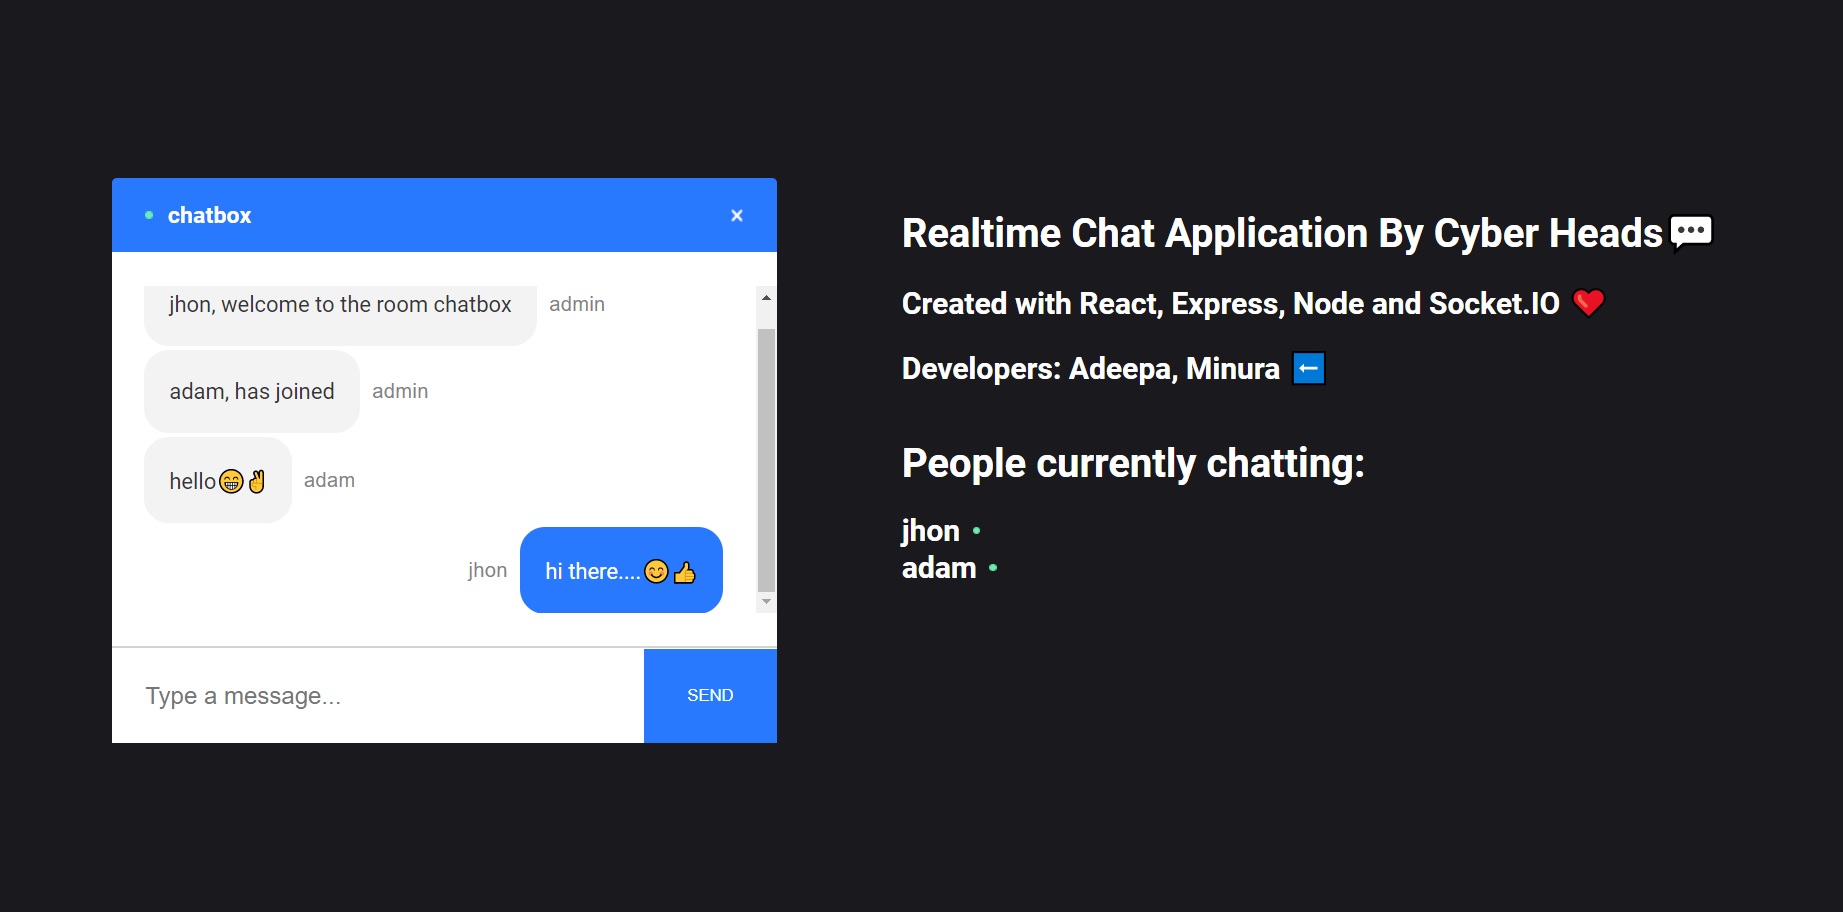 chatbox
jhon, welcome to the room chatbox admin
adam, has joined admin
hello😁✌️ adam
jhon hi there....😊👍
Type a message...
SEND
Realtime Chat Application By Cyber Heads💬
Created with React, Express, Node and Socket.IO ❤️
Developers: Adeepa, Minura ⬅️
People currently chatting:
jhon
adam